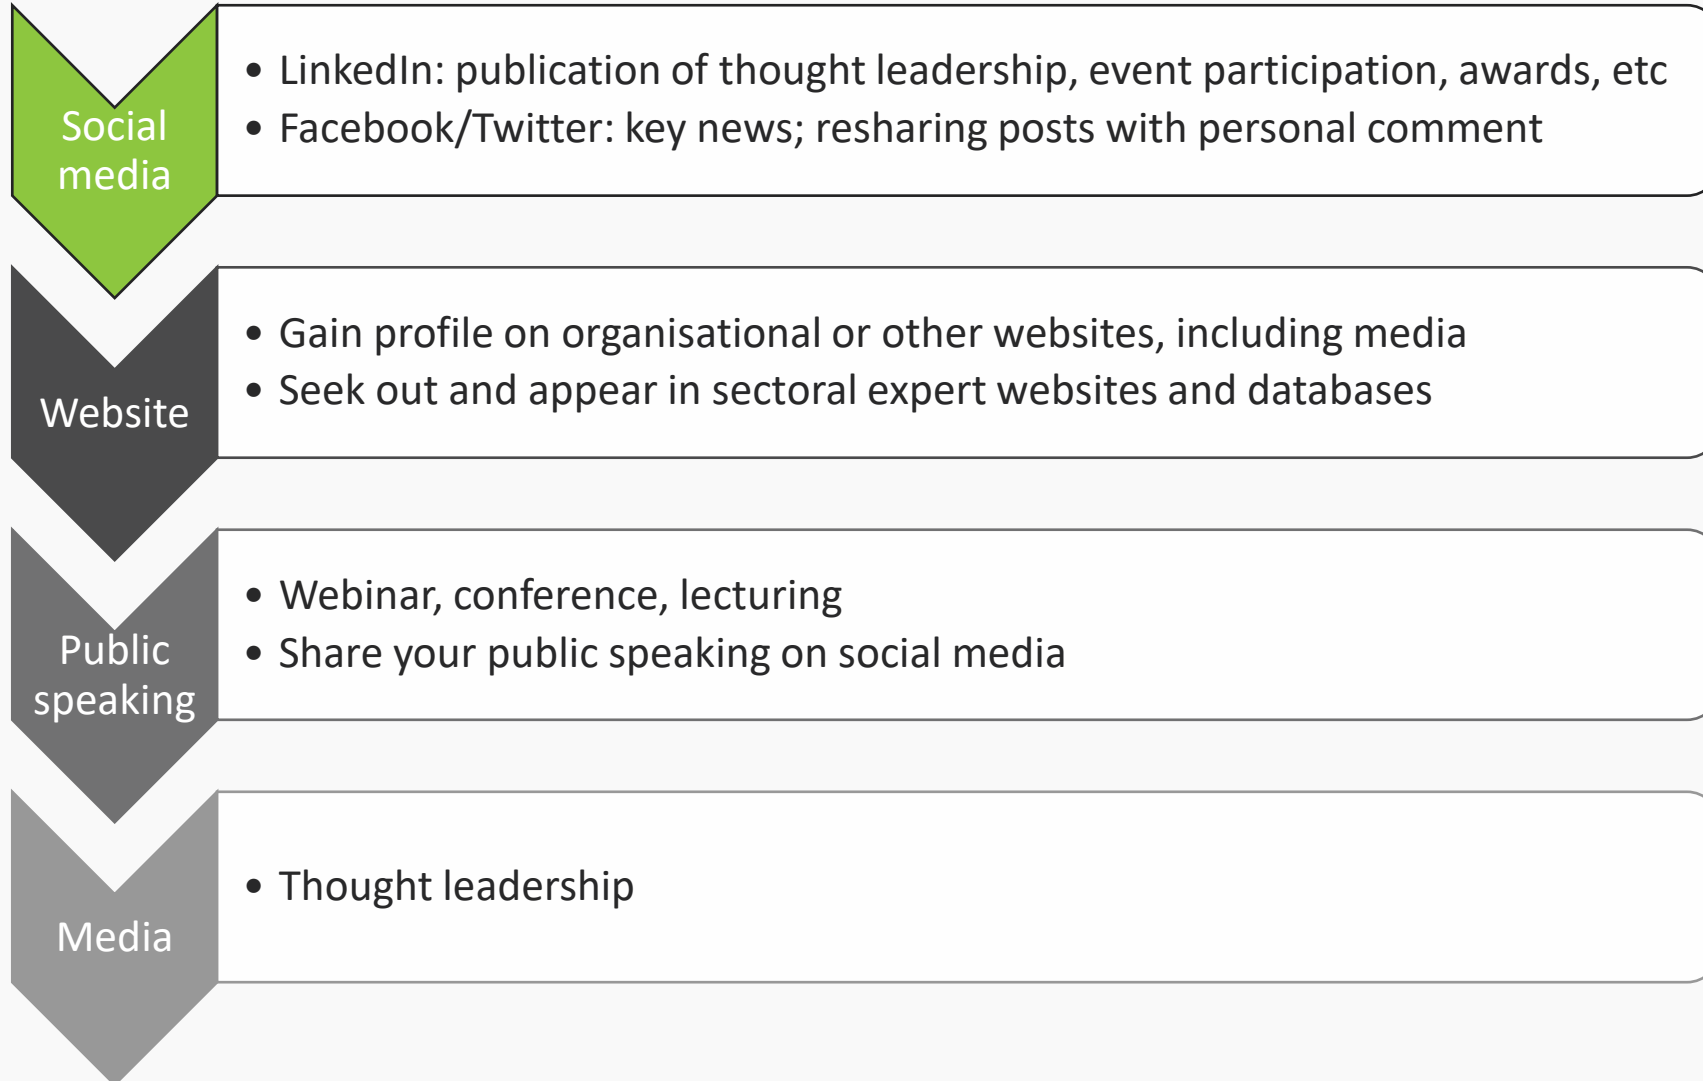 Social
media
• LinkedIn: publication of thought leadership, event participation, awards, etc
• Facebook/Twitter: key news; resharing posts with personal comment
Website
• Gain profile on organisational or other websites, including media
• Seek out and appear in sectoral expert websites and databases
Public
speaking
• Webinar, conference, lecturing
• Share your public speaking on social media
Media
• Thought leadership